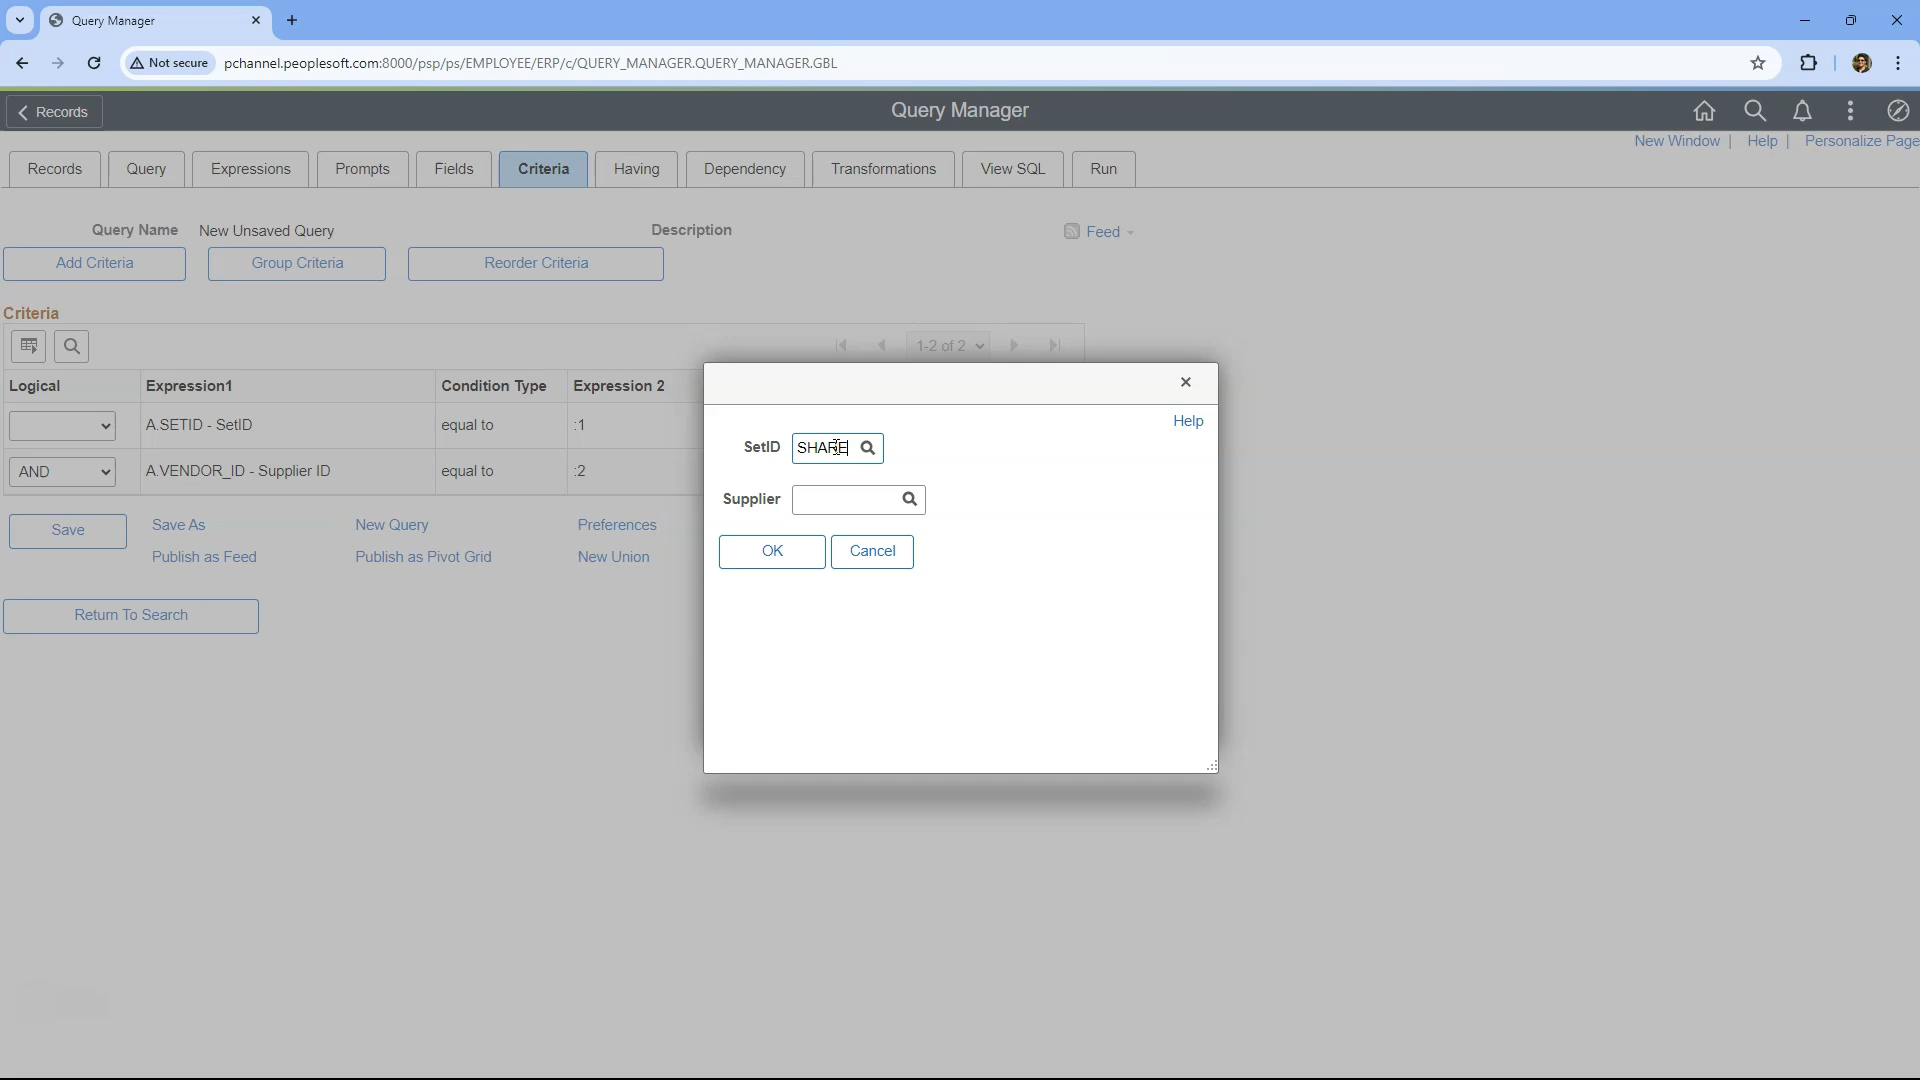 Query Manager
Not secure
pchannel.peoplesoft.com:8000/psp/ps/EMPLOYEE/ERP/c/QUERY_MANAGER.QUERY_MANAGER.GBL
Records
Query Manager
New Window | Help | Personalize Page
Records Query Expressions Prompts Fields Criteria Having Dependency Transformations View SQL Run
Query Name New Unsaved Query Description Feed
Add Criteria Group Criteria Reorder Criteria
Criteria
1-2 of 2
Logical Expression1 Condition Type Expression 2
A.SETID - SetID equal to :1
AND A.VENDOR_ID - Supplier ID equal to :2
Save Save As New Query Preferences
Publish as Feed Publish as Pivot Grid New Union
Return To Search
Help
SetID SHARE
Supplier
OK Cancel